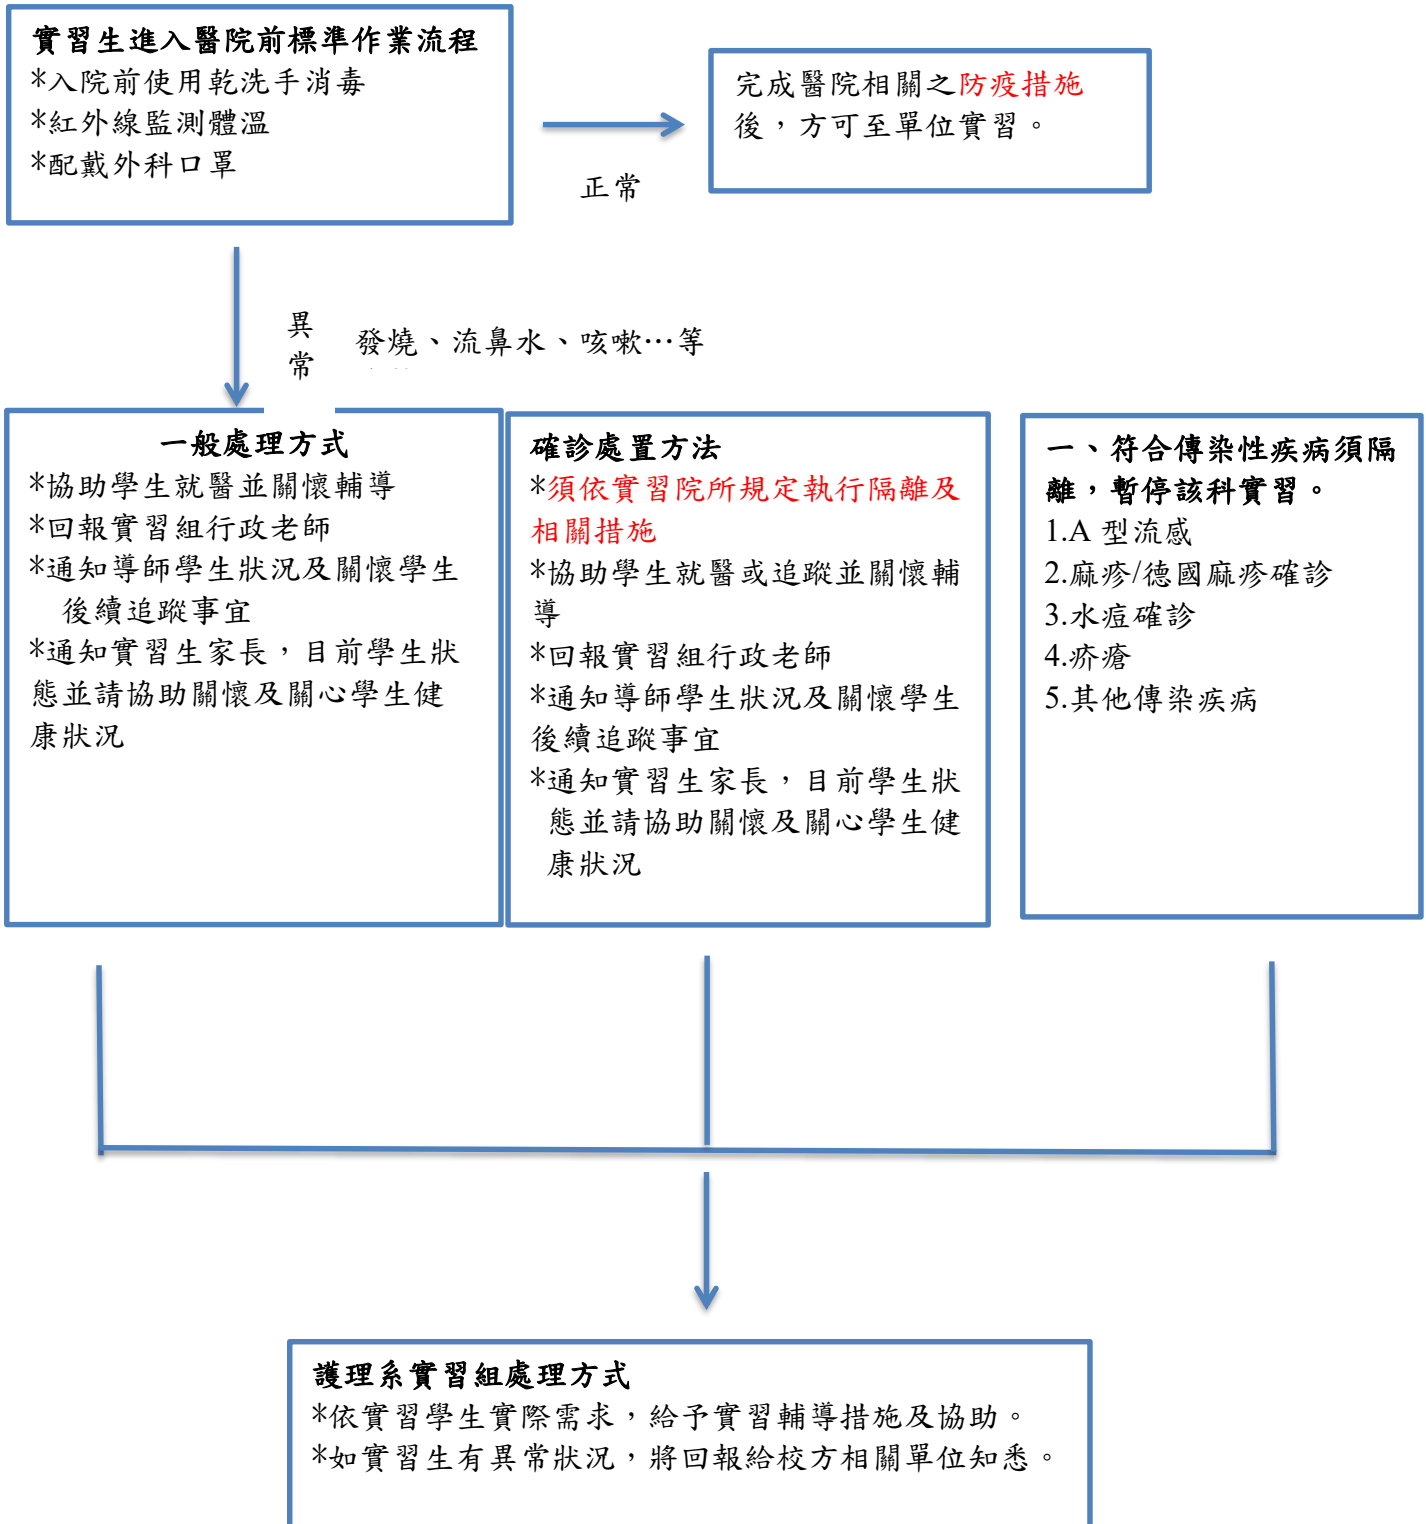 實習生進入醫院前標準作業流程
*入院前使用乾洗手消毒
*紅外線監測體溫
*配戴外科口罩
完成醫院相關之防疫措施
後，方可至單位實習。
正常
異
常
發燒、流鼻水、咳嗽…等
一般處理方式
*協助學生就醫並關懷輔導
*回報實習組行政老師
*通知導師學生狀況及關懷學生
後續追蹤事宜
*通知實習生家長，目前學生狀
態並請協助關懷及關心學生健
康狀況
確診處置方法
*須依實習院所規定執行隔離及
相關措施
*協助學生就醫或追蹤並關懷輔
導
*回報實習組行政老師
*通知導師學生狀況及關懷學生
後續追蹤事宜
*通知實習生家長，目前學生狀
態並請協助關懷及關心學生健
康狀況
一、符合傳染性疾病須隔
離，暫停該科實習。
1.A 型流感
2.麻疹/德國麻疹確診
3.水痘確診
4.疥瘡
5.其他傳染疾病
護理系實習組處理方式
*依實習學生實際需求，給予實習輔導措施及協助。
*如實習生有異常狀況，將回報給校方相關單位知悉。